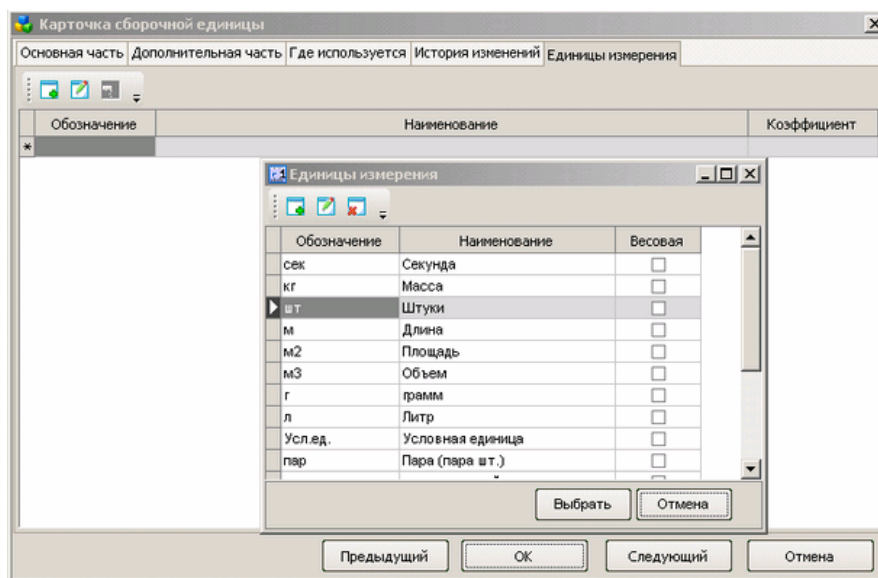 Карточка сборочной единицы
Основная часть Дополнительная часть Где используется История изменений Единицы измерения
Обозначение Наименование Коэффициент
Единицы измерения
Обозначение Наименование Весовая
сек Секунда
кг Масса
шт Штуки
м Длина
м2 Площадь
м3 Объем
г грамм
л Литр
Усл.ед. Условная единица
пар Пара (пара шт.)
Выбрать Отмена
Предыдущий ОК Следующий Отмена